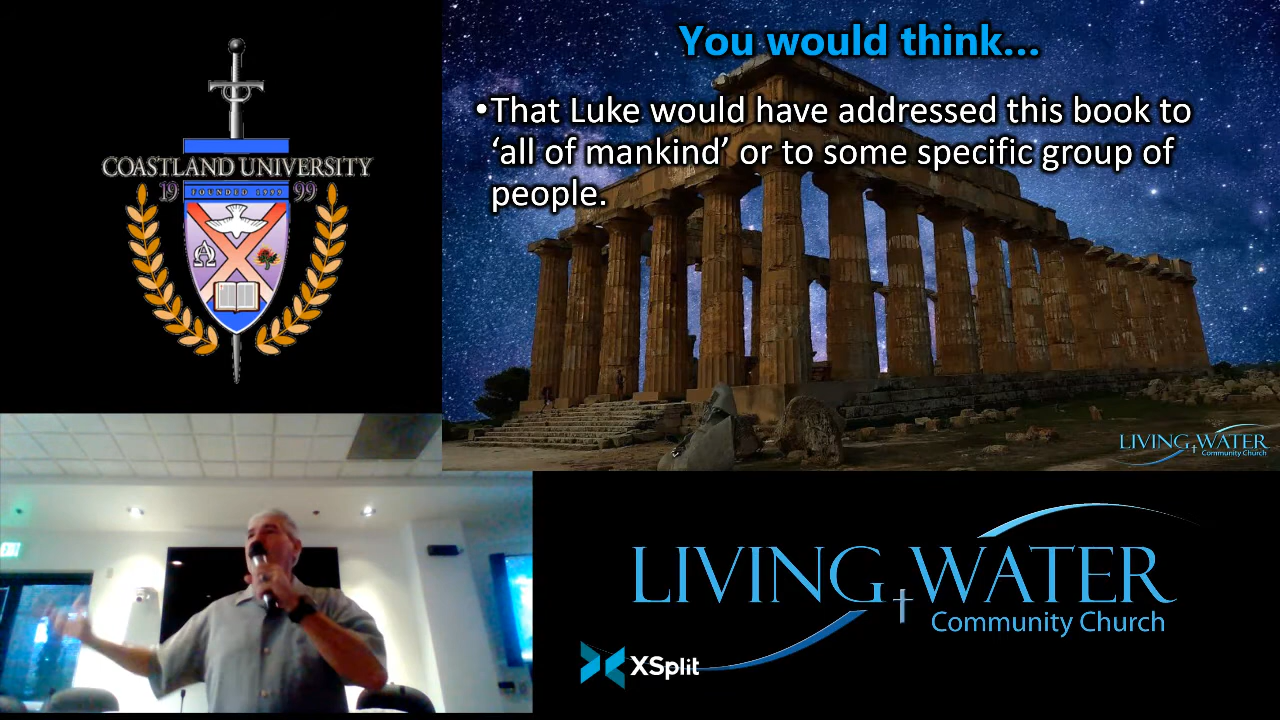 You would think...
•That Luke would have addressed this book to
‘all of mankind’ or to some specific group of
people.
COASTLAND UNIVERSITY
19 FOUNDED 1999 99
LIVING WATER
Community Church
EXIT
LIVING WATER
Community Church
XSplit